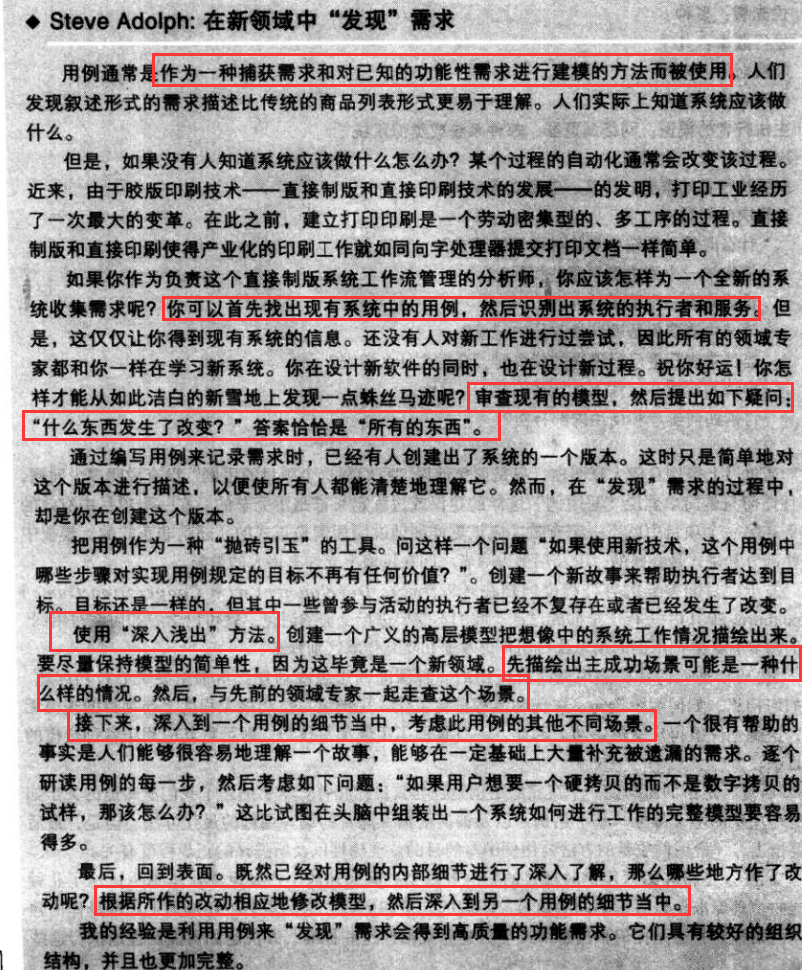 ◆ Steve Adolph: 在新领域中“发现”需求
用例通常是作为一种捕获需求和对已知的功能性需求进行建模的方法而被使用。人们
发现叙述形式的需求描述比传统的商品列表形式更易于理解。人们实际上知道系统应该做
什么。
但是，如果没有人知道系统应该做什么怎么办？某个过程的自动化通常会改变该过程。
近来，由于胶版印刷技术——直接制版和直接印刷技术的发展——的发明，打印工业经历
了一次最大的变革。在此之前，建立打印印刷是一个劳动密集型的、多工序的过程。直接
制版和直接印刷使得产业化的印刷工作就如同向字处理器提交打印文档一样简单。
如果你作为负责这个直接制版系统工作流管理的分析师，你应该怎样为一个全新的系
统收集需求呢？你可以首先找出现有系统中的用例，然后识别出系统的执行者和服务。但
是，这仅仅让你得到现有系统的信息。还没有人对新工作进行过尝试，因此所有的领域专
家都和你一样在学习新系统。你在设计新软件的同时，也在设计新过程。祝你好运！你怎
样才能从如此洁白的新雪地上发现一点蛛丝马迹呢？审查现有的模型，然后提出如下疑问：
“什么东西发生了改变？”答案恰恰是“所有的东西”。
通过编写用例来记录需求时，已经有人创建出了系统的一个版本。这时只是简单地对
这个版本进行描述，以便使所有人都能清楚地理解它。然而，在“发现”需求的过程中，
却是你在创建这个版本。
把用例作为一种“抛砖引玉”的工具。问这样一个问题“如果使用新技术，这个用例中
哪些步骤对实现用例规定的目标不再有任何价值？”。创建一个新故事来帮助执行者达到目
标。目标还是一样的，但其中一些曾参与活动的执行者已经不复存在或者已经发生了改变。
使用“深入浅出”方法。创建一个广义的高层模型把想像中的系统工作情况描绘出来。
要尽量保持模型的简单性，因为这毕竟是一个新领域。先描绘出主成功场景可能是一种什
么样的情况。然后，与先前的领域专家一起走查这个场景。
接下来，深入到一个用例的细节当中，考虑此用例的其他不同场景。一个很有帮助的
事实是人们能够很容易地理解一个故事，能够在一定基础上大量补充被遗漏的需求。逐个
研读用例的每一步，然后考虑如下问题：“如果用户想要一个硬拷贝的而不是数字拷贝的
试样，那该怎么办？”这比试图在头脑中组装出一个系统如何进行工作的完整模型要容易
得多。
最后，回到表面。既然已经对用例的内部细节进行了深入了解，那么哪些地方作了改
动呢？根据所作的改动相应地修改模型，然后深入到另一个用例的细节当中。
我的经验是利用用例来“发现”需求会得到高质量的功能需求。它们具有较好的组织
结构，并且也更加完整。